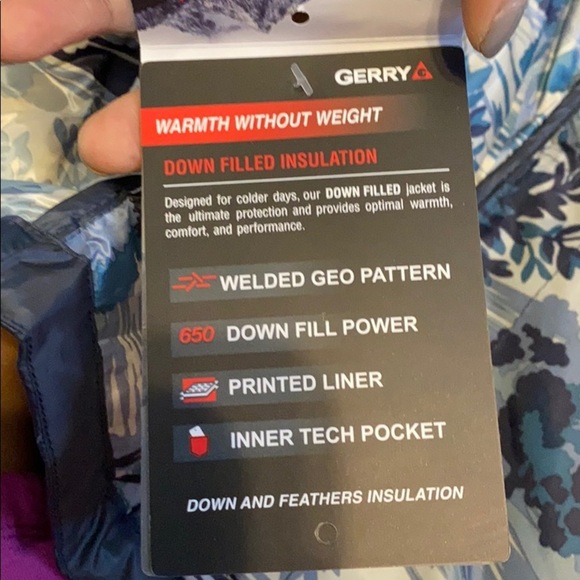 GERRY
WARMTH WITHOUT WEIGHT
DOWN FILLED INSULATION
Designed for colder days, our DOWN FILLED jacket is
the ultimate protection and provides optimal warmth,
comfort, and performance.
WELDED GEO PATTERN
650 DOWN FILL POWER
PRINTED LINER
INNER TECH POCKET
DOWN AND FEATHERS INSULATION